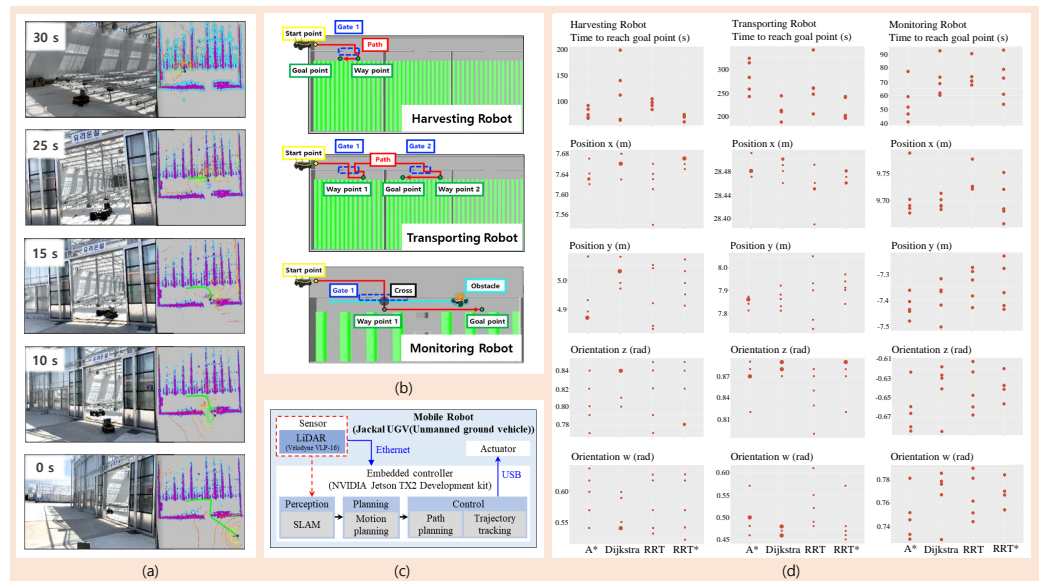 30 s
25 s
유리온실
15 s
유리온실
10 s
0 s
(a)
Gate 1
Start point
Path
Goal point
Way point
Harvesting Robot
Gate 1
Gate 2
Start point
Path
Way point 1
Goal point
Way point 2
Transporting Robot
Start point
Gate 1
Cross
Obstacle
Way point 1
Goal point
Monitoring Robot
(b)
Mobile Robot
(Jackal UGV(Unmanned ground vehicle))
Sensor
LiDAR
(Velodyne VLP-16)
Ethernet
Actuator
USB
Embedded controller
(NVIDIA Jetson TX2 Development kit)
Perception
Planning
Control
SLAM
Motion planning
Path planning
Trajectory tracking
(c)
Harvesting Robot
Time to reach goal point (s)
200
100
Position x (m)
7.68
7.64
7.60
7.56
Position y (m)
5.0
4.9
Orientation z (rad)
0.84
0.82
0.80
0.78
Orientation w (rad)
0.60
0.55
A* Dijkstra RRT RRT*
Transporting Robot
Time to reach goal point (s)
300
250
200
Position x (m)
28.48
28.44
28.40
Position y (m)
8.0
7.9
7.8
Orientation z (rad)
0.87
0.84
0.81
Orientation w (rad)
0.60
0.55
0.50
0.45
A* Dijkstra RRT RRT*
Monitoring Robot
Time to reach goal point (s)
90
80
70
60
50
40
Position x (m)
9.75
9.70
Position y (m)
-7.3
-7.4
-7.5
Orientation z (rad)
-0.61
-0.63
-0.65
-0.67
Orientation w (rad)
0.80
0.78
0.76
0.74
A* Dijkstra RRT RRT*
(d)